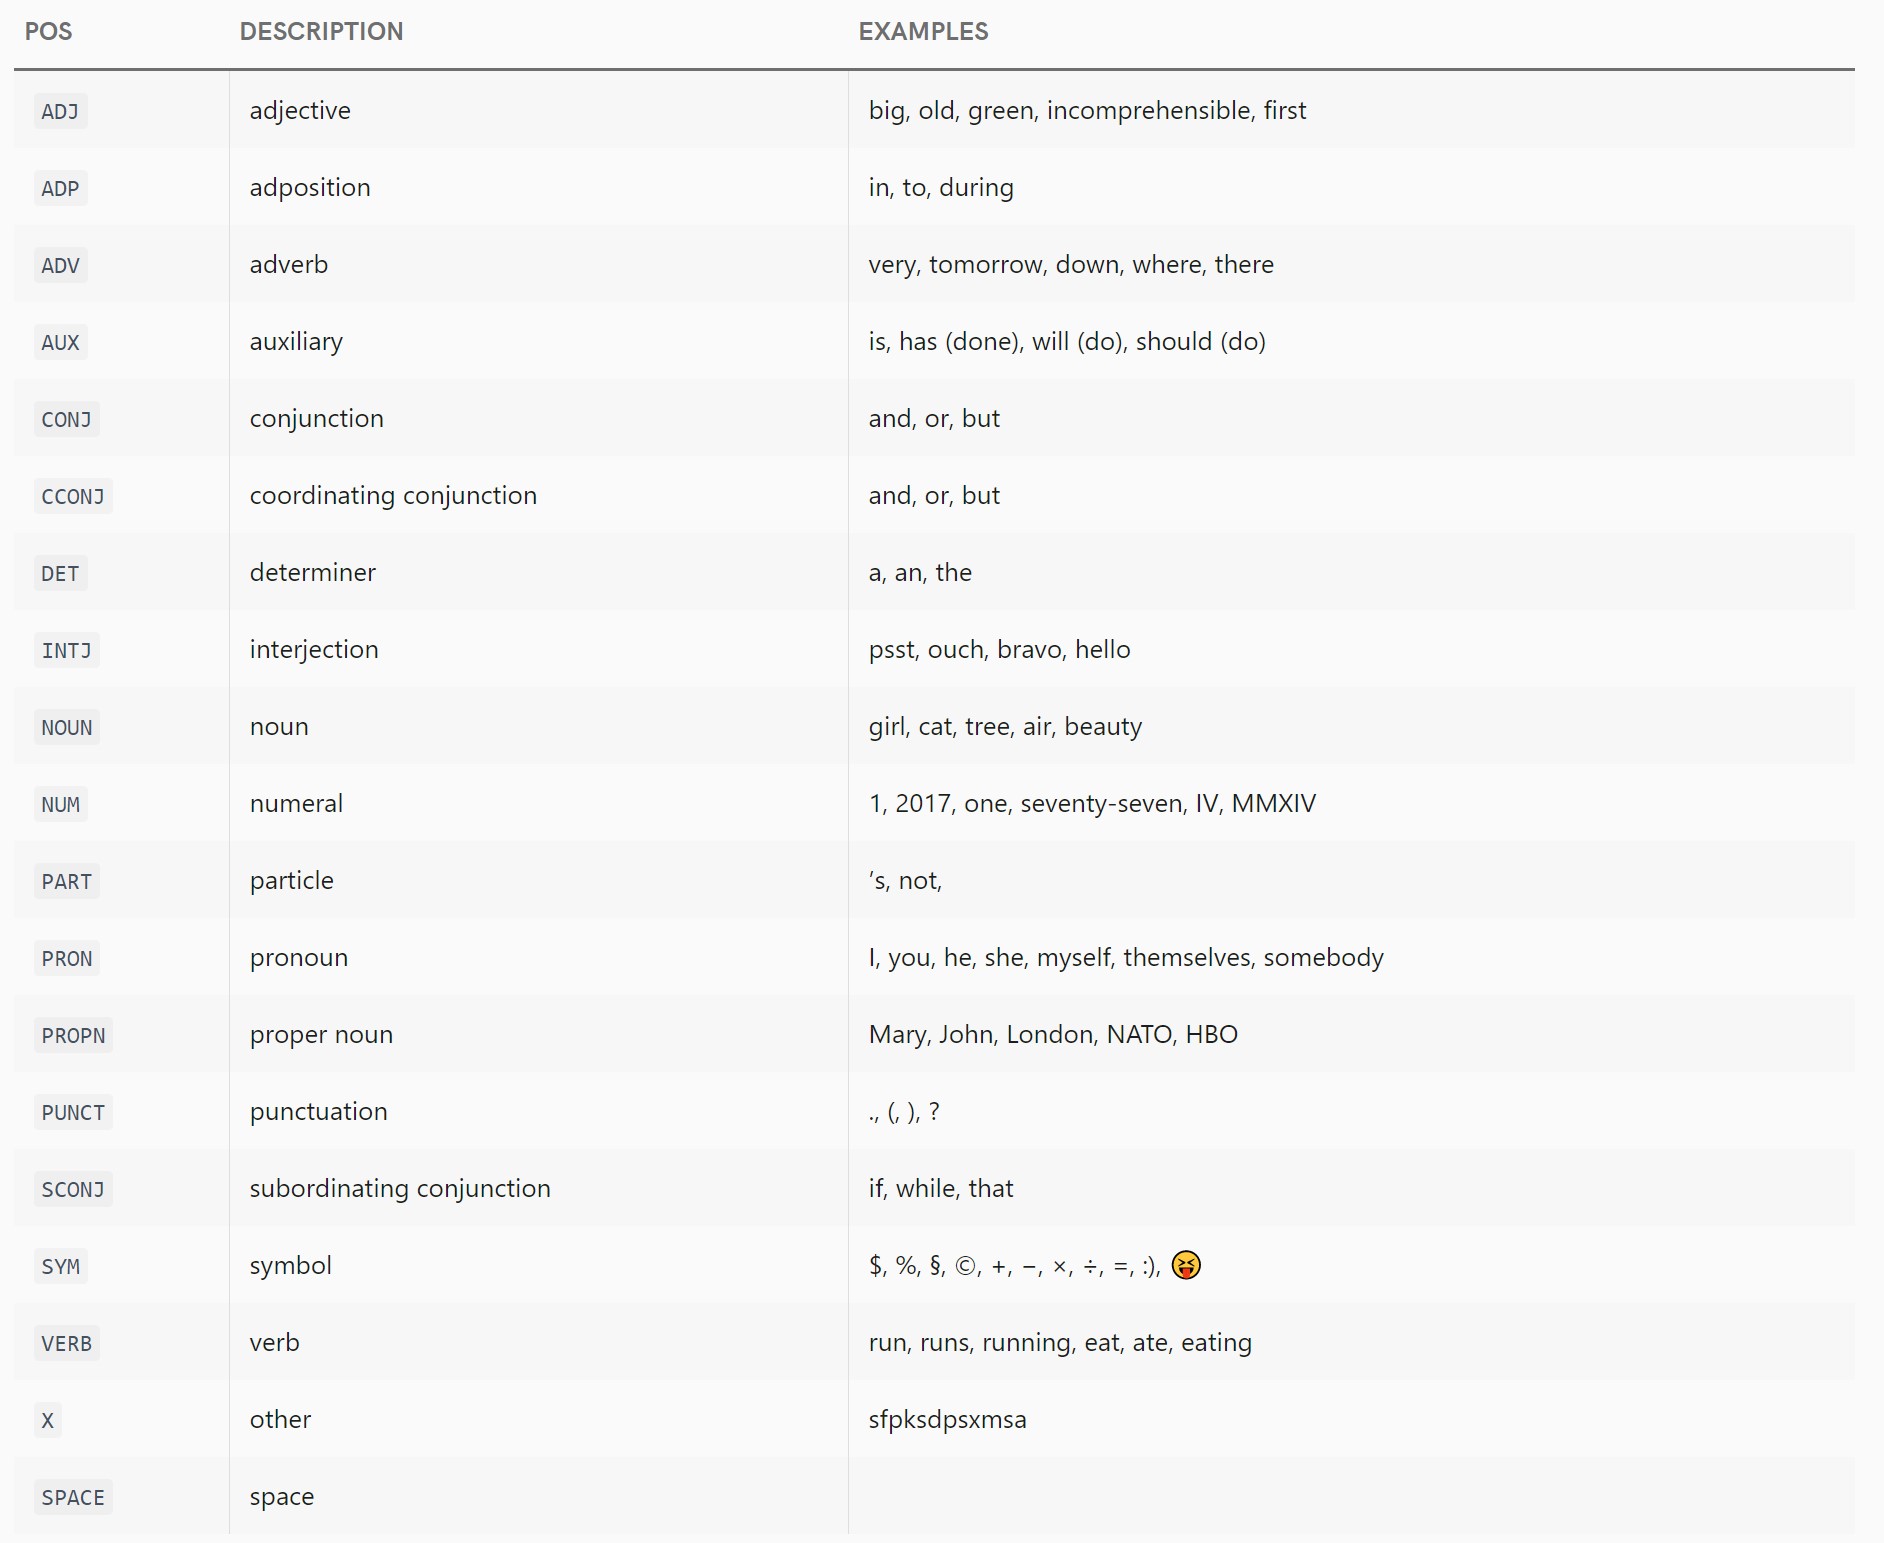 POS DESCRIPTION EXAMPLES
ADJ adjective big, old, green, incomprehensible, first
ADP adposition in, to, during
ADV adverb very, tomorrow, down, where, there
AUX auxiliary is, has (done), will (do), should (do)
CONJ conjunction and, or, but
CCONJ coordinating conjunction and, or, but
DET determiner a, an, the
INTJ interjection psst, ouch, bravo, hello
NOUN noun girl, cat, tree, air, beauty
NUM numeral 1, 2017, one, seventy-seven, IV, MMXIV
PART particle ’s, not,
PRON pronoun I, you, he, she, myself, themselves, somebody
PROPN proper noun Mary, John, London, NATO, HBO
PUNCT punctuation ., (, ), ?
SCONJ subordinating conjunction if, while, that
SYM symbol $, %, §, ©, +, −, ×, ÷, =, :), 😝
VERB verb run, runs, running, eat, ate, eating
X other sfpksdpsxmsa
SPACE space